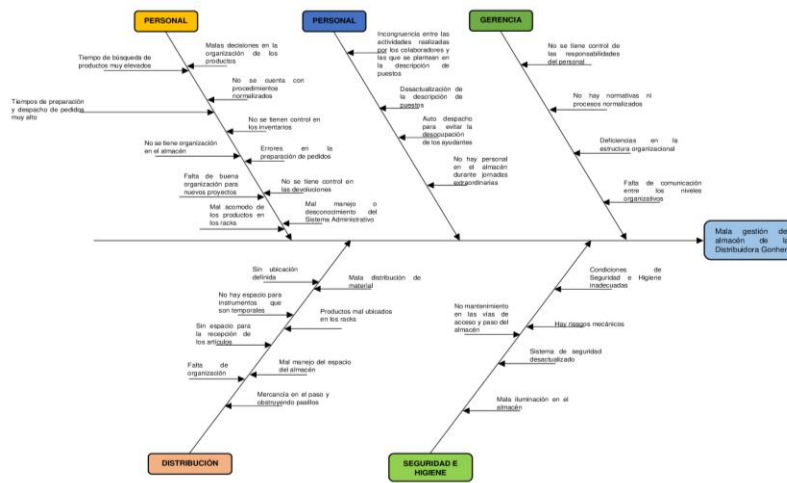 PERSONAL
PERSONAL
GERENCIA
Malas decisiones en la
organización de los
productos
Tiempo de búsqueda de
productos muy elevados
No se cuenta con
procedimientos
normalizados
Tiempos de preparación
y despacho de pedidos
muy alto
No se tienen control en
los inventarios
No se tiene organización
en el almacén
Errores en la
preparación de pedidos
Falta de buena
organización para
nuevos proyectos
No se tiene control en
las devoluciones
Mal acomodo de
los productos en
los racks
Mal manejo o
desconocimiento del
Sistema Administrativo
Incongruencia entre las
actividades realizadas
por los colaboradores y
las que se plantean en la
descripción de
puestos
Desactualización de
la descripción de
puestos
Auto despacho
para evitar la
desocupación
de los ayudantes
No hay personal
en el almacén
durante jornadas
extraordinarias
No se tiene control de
las responsabilidades
del personal
No hay normativas ni
procesos normalizados
Deficiencias en la
estructura organizacional
Falta de comunicación
entre los niveles
organizativos
Mala gestión del
almacén de la
Distribuidora Gonher
Sin ubicación
definida
Mala distribución de
material
No hay espacio para
instrumentos que
son temporales
Productos mal ubicados
en los racks
Sin espacio para
la recepción de
los artículos
Falta de
organización
Mal manejo del espacio
del almacén
Mercancía en el paso y
obstruyendo pasillos
Condiciones de
Seguridad e Higiene
inadecuadas
No mantenimiento
en las vías de
acceso y paso del
almacén
Hay riesgos mecánicos
Sistema de seguridad
desactualizado
Mala iluminación en el
almacén
DISTRIBUCIÓN
SEGURIDAD E
HIGIENE